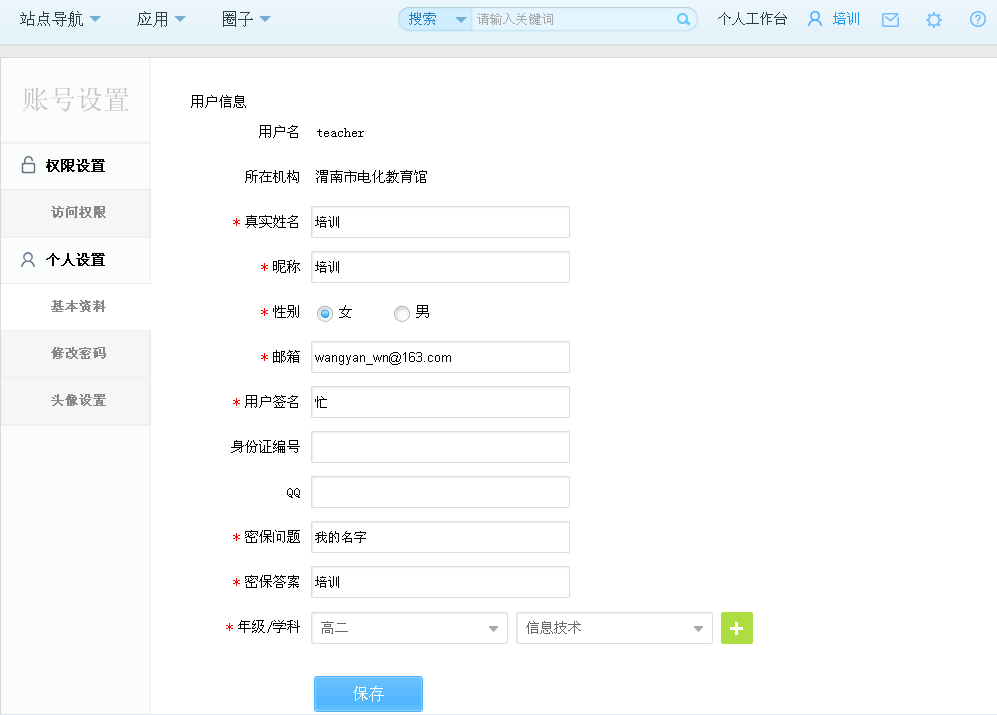 站点导航 应用 圈子 搜索 请输入关键词 个人工作台 培训
账号设置
用户信息
用户名 teacher
权限设置
所在机构 渭南市电化教育馆
访问权限
* 真实姓名 培训
个人设置
* 昵称 培训
基本资料
* 性别 女 男
修改密码
* 邮箱 wangyan_wn@163.com
头像设置
* 用户签名 忙
身份证编号
QQ
* 密保问题 我的名字
* 密保答案 培训
* 年级/学科 高二 信息技术 +
保存